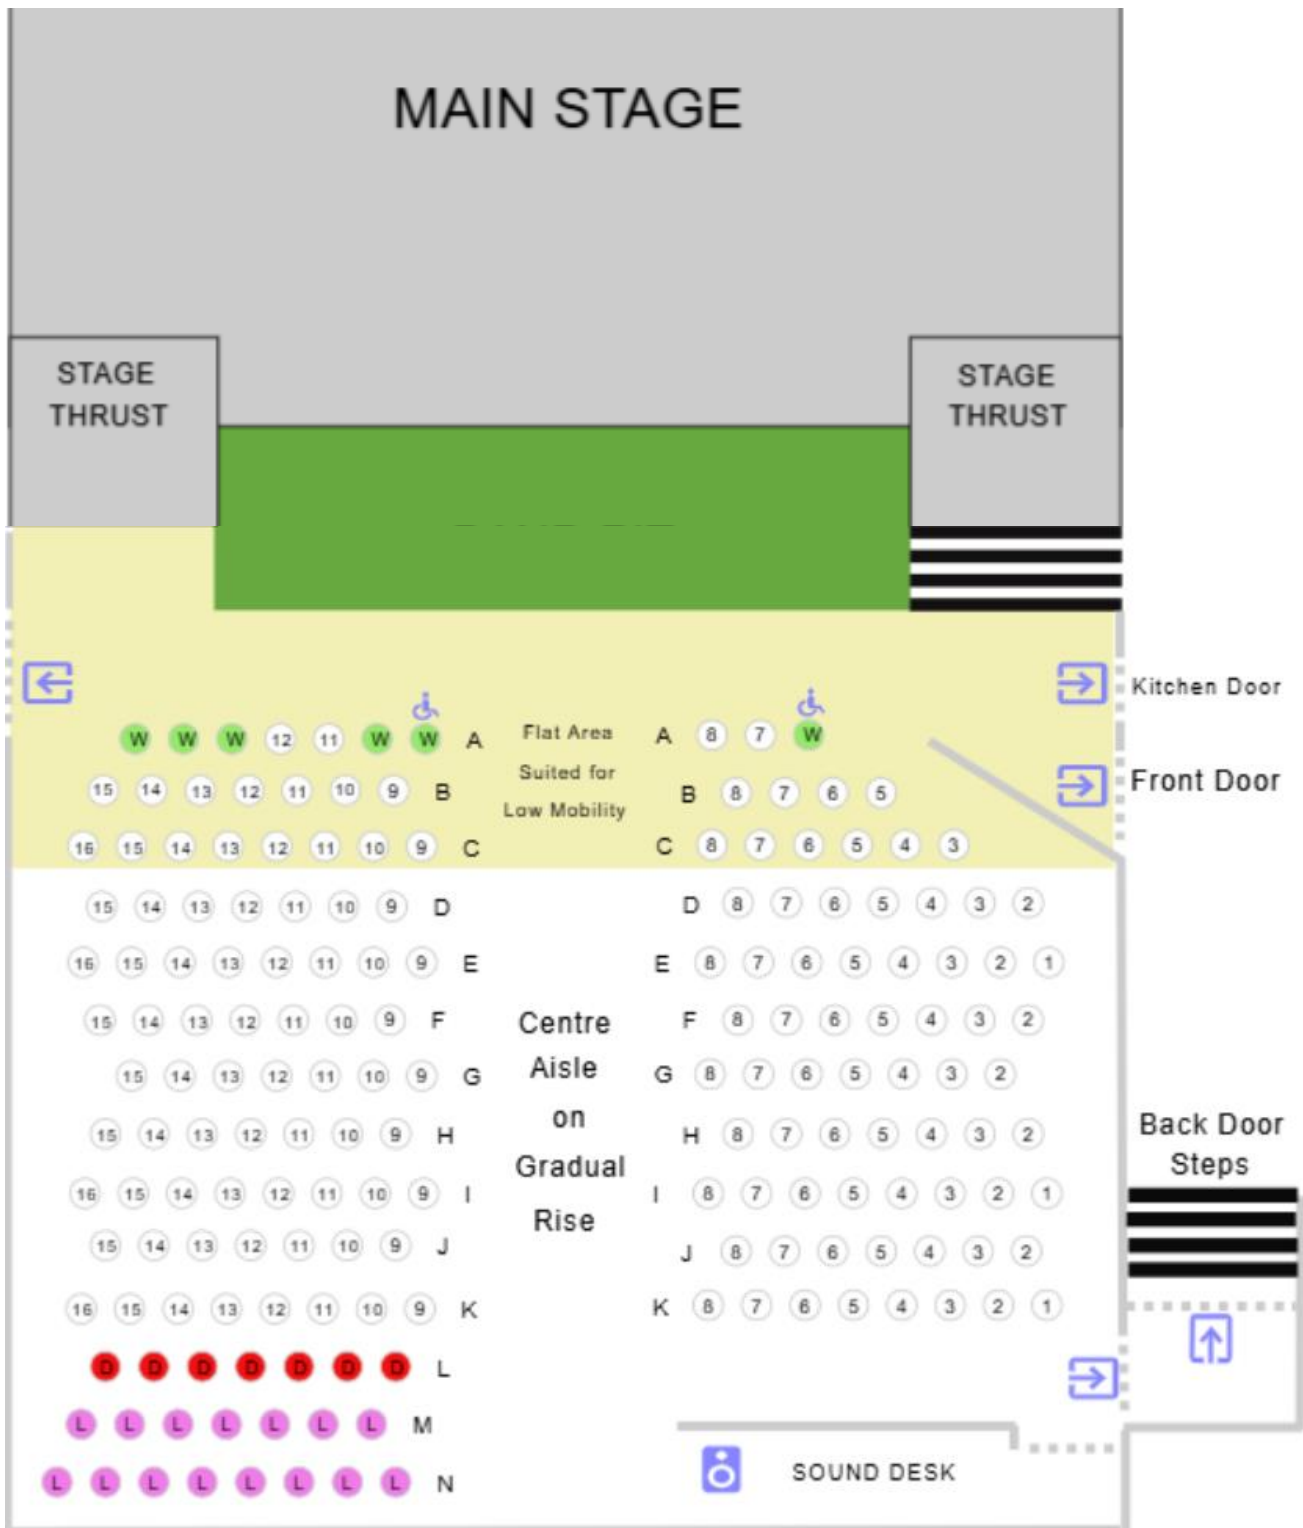 MAIN STAGE
STAGE
THRUST
STAGE
THRUST
Kitchen Door
W W W 12 11 W W A Flat Area A 8 7 W
Suited for
Front Door
15 14 13 12 11 10 9 B Low Mobility B 8 7 6 5
16 15 14 13 12 11 10 9 C C 8 7 6 5 4 3
15 14 13 12 11 10 9 D D 8 7 6 5 4 3 2
16 15 14 13 12 11 10 9 E E 8 7 6 5 4 3 2 1
15 14 13 12 11 10 9 F Centre F 8 7 6 5 4 3 2
15 14 13 12 11 10 9 G Aisle G 8 7 6 5 4 3 2
on
15 14 13 12 11 10 9 H H 8 7 6 5 4 3 2
Back Door
Steps
Gradual
16 15 14 13 12 11 10 9 I I 8 7 6 5 4 3 2 1
Rise
15 14 13 12 11 10 9 J J 8 7 6 5 4 3 2
16 15 14 13 12 11 10 9 K K 8 7 6 5 4 3 2 1
D D D D D D D L
L L L L L L L M
L L L L L L L L N
SOUND DESK